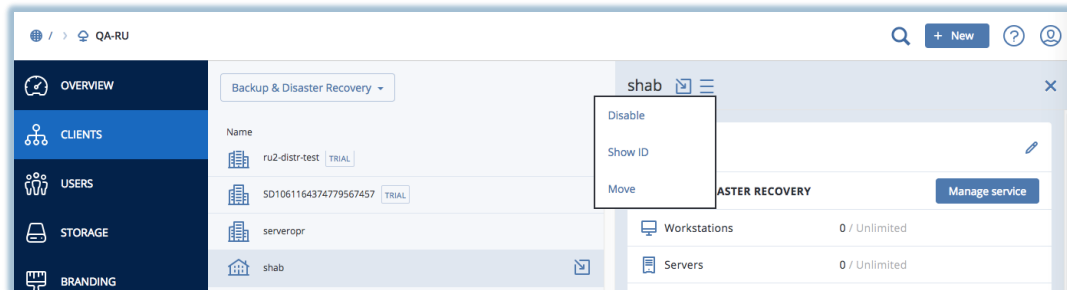 / > QA-RU
+ New
OVERVIEW
CLIENTS
USERS
STORAGE
BRANDING
Backup & Disaster Recovery
Name
ru2-distr-test TRIAL
SD1061164374779567457 TRIAL
serveropr
shab
shab
Disable
Show ID
Move
ASTER RECOVERY
Manage service
Workstations 0 / Unlimited
Servers 0 / Unlimited